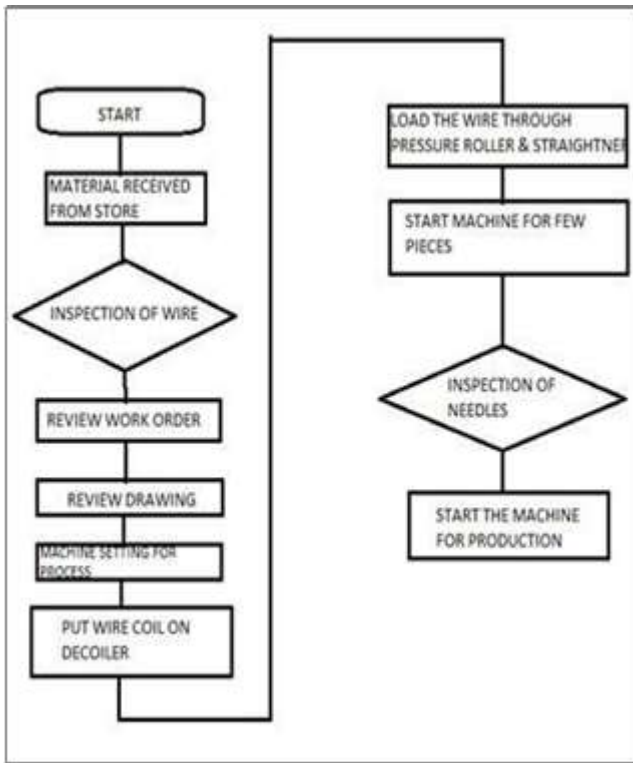 START
MATERIAL RECEIVED
FROM STORE
INSPECTION OF WIRE
REVIEW WORK ORDER
REVIEW DRAWING
MACHINE SETTING FOR
PROCESS
PUT WIRE COIL ON
DECOILER
LOAD THE WIRE THROUGH
PRESSURE ROLLER & STRAIGHTNER
START MACHINE FOR FEW
PIECES
INSPECTION OF
NEEDLES
START THE MACHINE
FOR PRODUCTION